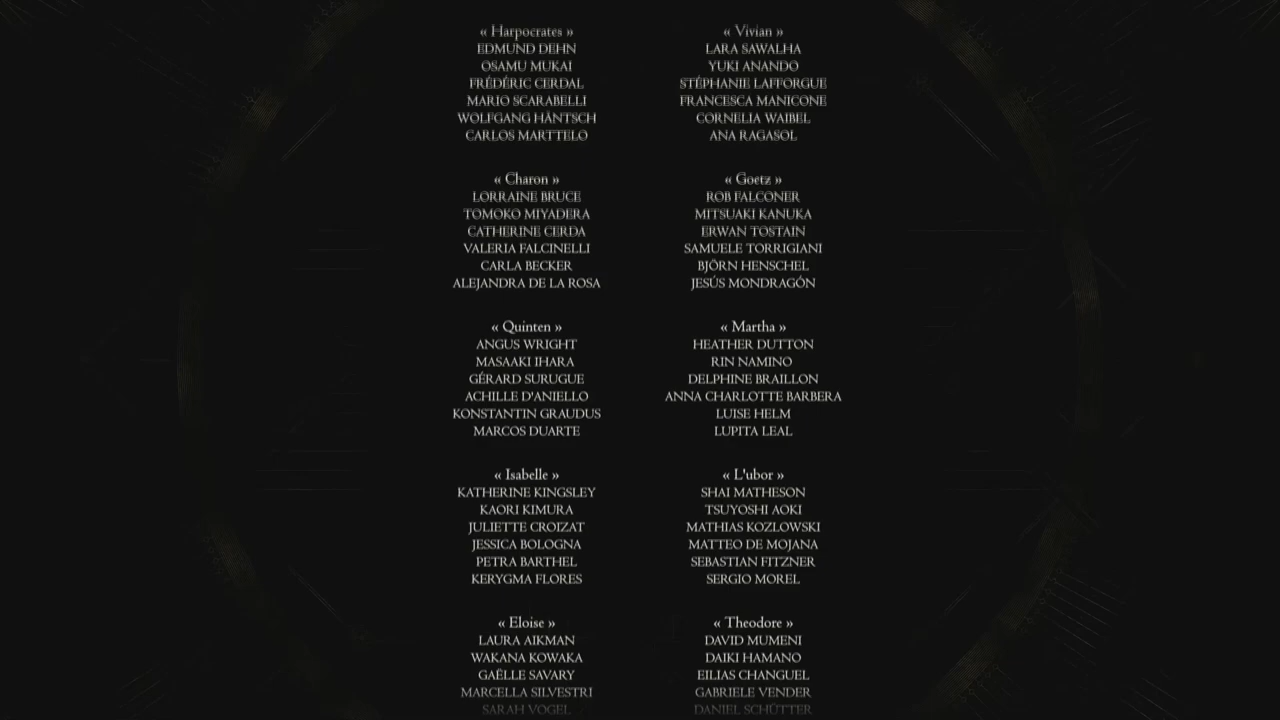 « Harpocrates »
EDMUND DEHN
OSAMU MUKAI
FRÉDÉRIC CERDAL
MARIO SCARABELLI
WOLFGANG HÄNTSCH
CARLOS MARTTELO
« Vivian »
LARA SAWALHA
YUKI ANANDO
STÉPHANIE LAFFORGUE
FRANCESCA MANICONE
CORNELIA WAIBEL
ANA RAGASOL
« Charon »
LORRAINE BRUCE
TOMOKO MIYADERA
CATHERINE CERDA
VALERIA FALCINELLI
CARLA BECKER
ALEJANDRA DE LA ROSA
« Goetz »
ROB FALCONER
MITSUAKI KANUKA
ERWAN TOSTAIN
SAMUELE TORRIGIANI
BJÖRN HENSCHEL
JESÚS MONDRAGÓN
« Quinten »
ANGUS WRIGHT
MASAAKI IHARA
GÉRARD SURUGUE
ACHILLE D'ANIELLO
KONSTANTIN GRAUDUS
MARCOS DUARTE
« Martha »
HEATHER DUTTON
RIN NAMINO
DELPHINE BRAILLON
ANNA CHARLOTTE BARBERA
LUISE HELM
LUPITA LEAL
« Isabelle »
KATHERINE KINGSLEY
KAORI KIMURA
JULIETTE CROIZAT
JESSICA BOLOGNA
PETRA BARTHEL
KERYGMA FLORES
« L'ubor »
SHAI MATHESON
TSUYOSHI AOKI
MATHIAS KOZLOWSKI
MATTEO DE MOJANA
SEBASTIAN FITZNER
SERGIO MOREL
« Eloise »
LAURA AIKMAN
WAKANA KOWAKA
GAËLLE SAVARY
MARCELLA SILVESTRI
SARAH VOGEL
« Theodore »
DAVID MUMENI
DAIKI HAMANO
EILIAS CHANGUEL
GABRIELE VENDER
DANIEL SCHÜTTER